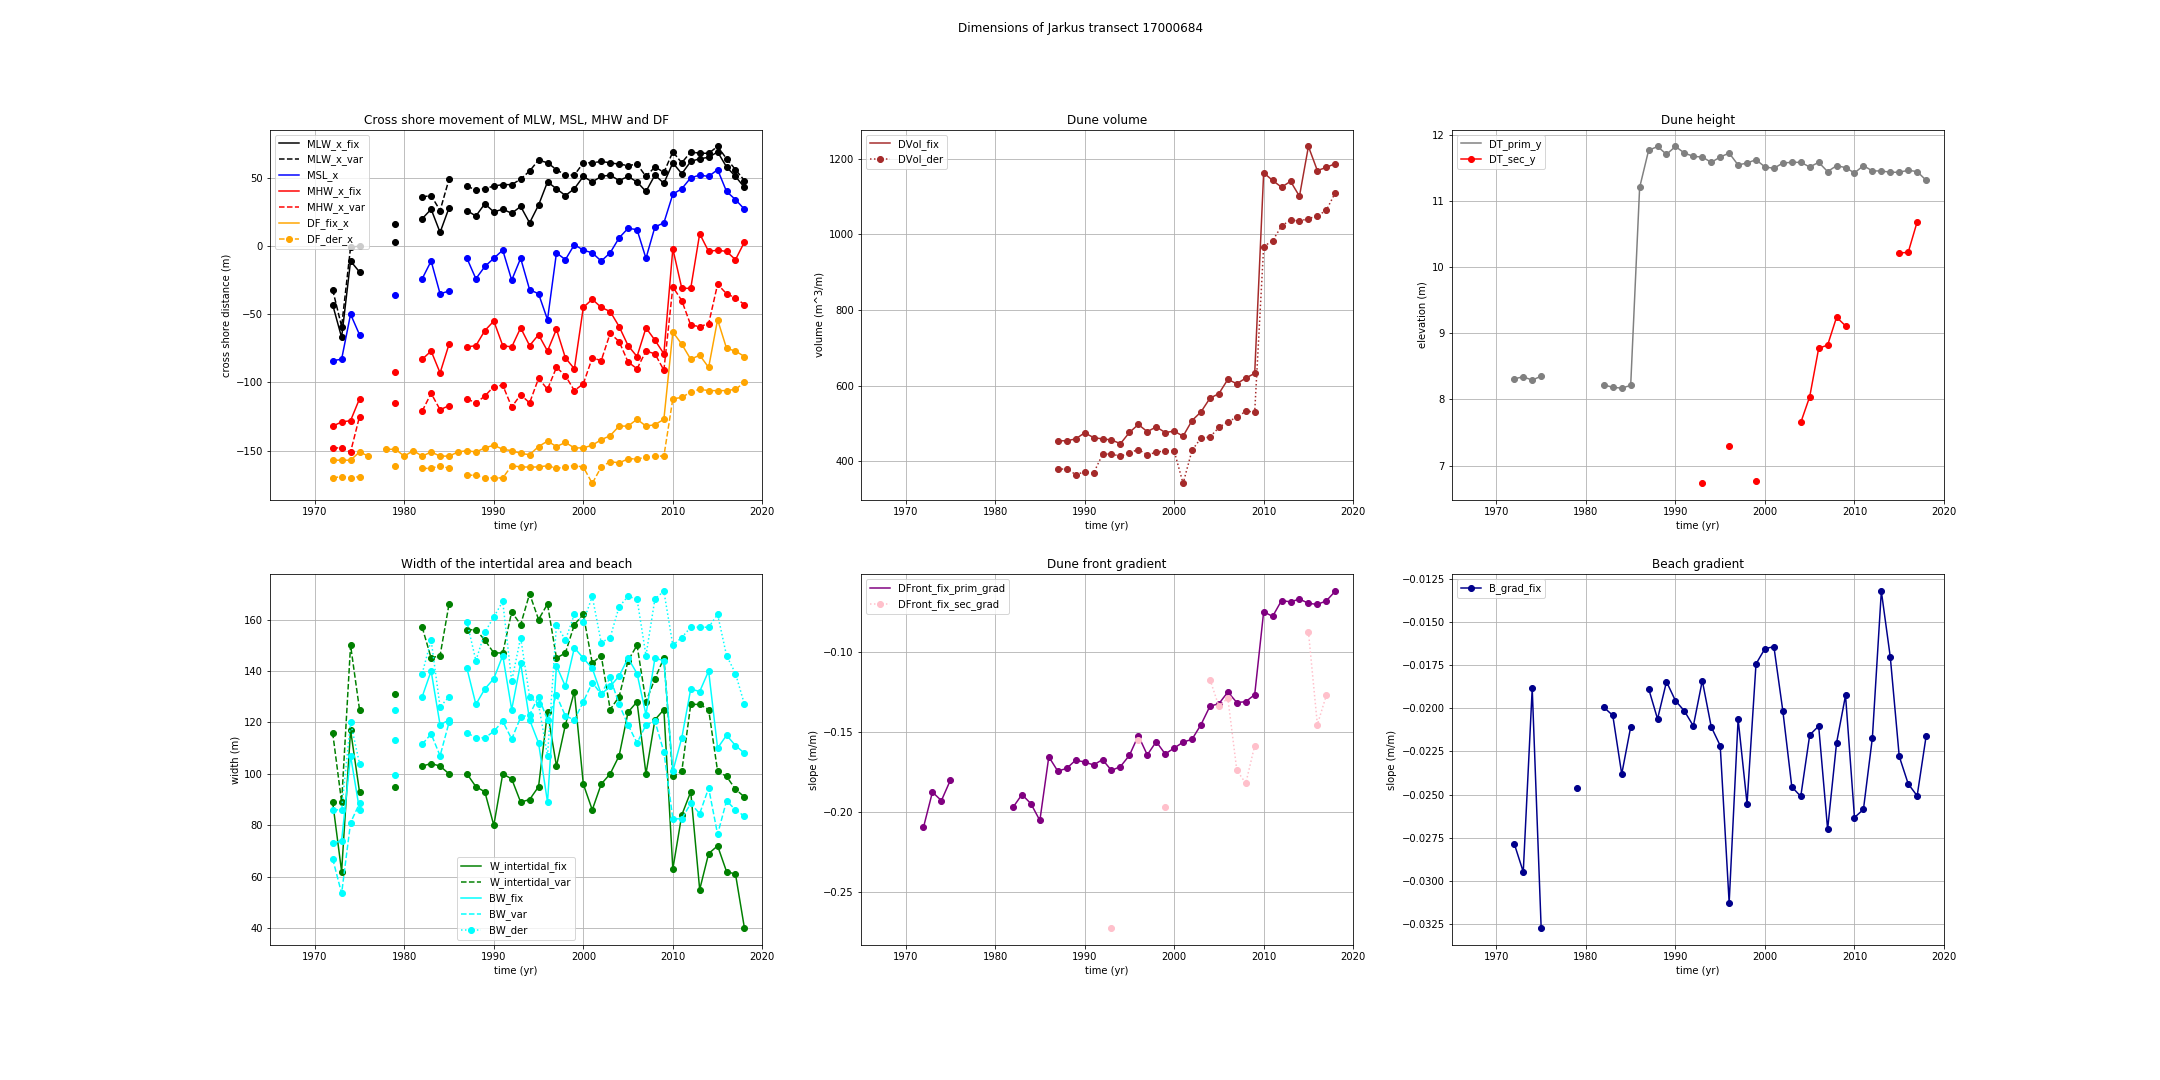 Dimensions of Jarkus transect 17000684
Cross shore movement of MLW, MSL, MHW and DF
MLW_x_fix
MLW_x_var
MSL_x
MHW_x_fix
MHW_x_var
DF_fix_x
DF_der_x
50
0
−50
−100
−150
cross shore distance (m)
1970 1980 1990 2000 2010 2020
time (yr)
Dune volume
DVol_fix
DVol_der
1200
1000
800
600
400
volume (m^3/m)
1970 1980 1990 2000 2010 2020
time (yr)
Dune height
DT_prim_y
DT_sec_y
12
11
10
9
8
7
elevation (m)
1970 1980 1990 2000 2010 2020
time (yr)
Width of the intertidal area and beach
160
140
120
100
80
60
40
width (m)
W_intertidal_fix
W_intertidal_var
BW_fix
BW_var
BW_der
1970 1980 1990 2000 2010 2020
time (yr)
Dune front gradient
DFront_fix_prim_grad
DFront_fix_sec_grad
−0.10
−0.15
−0.20
−0.25
slope (m/m)
1970 1980 1990 2000 2010 2020
time (yr)
Beach gradient
B_grad_fix
−0.0125
−0.0150
−0.0175
−0.0200
−0.0225
−0.0250
−0.0275
−0.0300
−0.0325
slope (m/m)
1970 1980 1990 2000 2010 2020
time (yr)